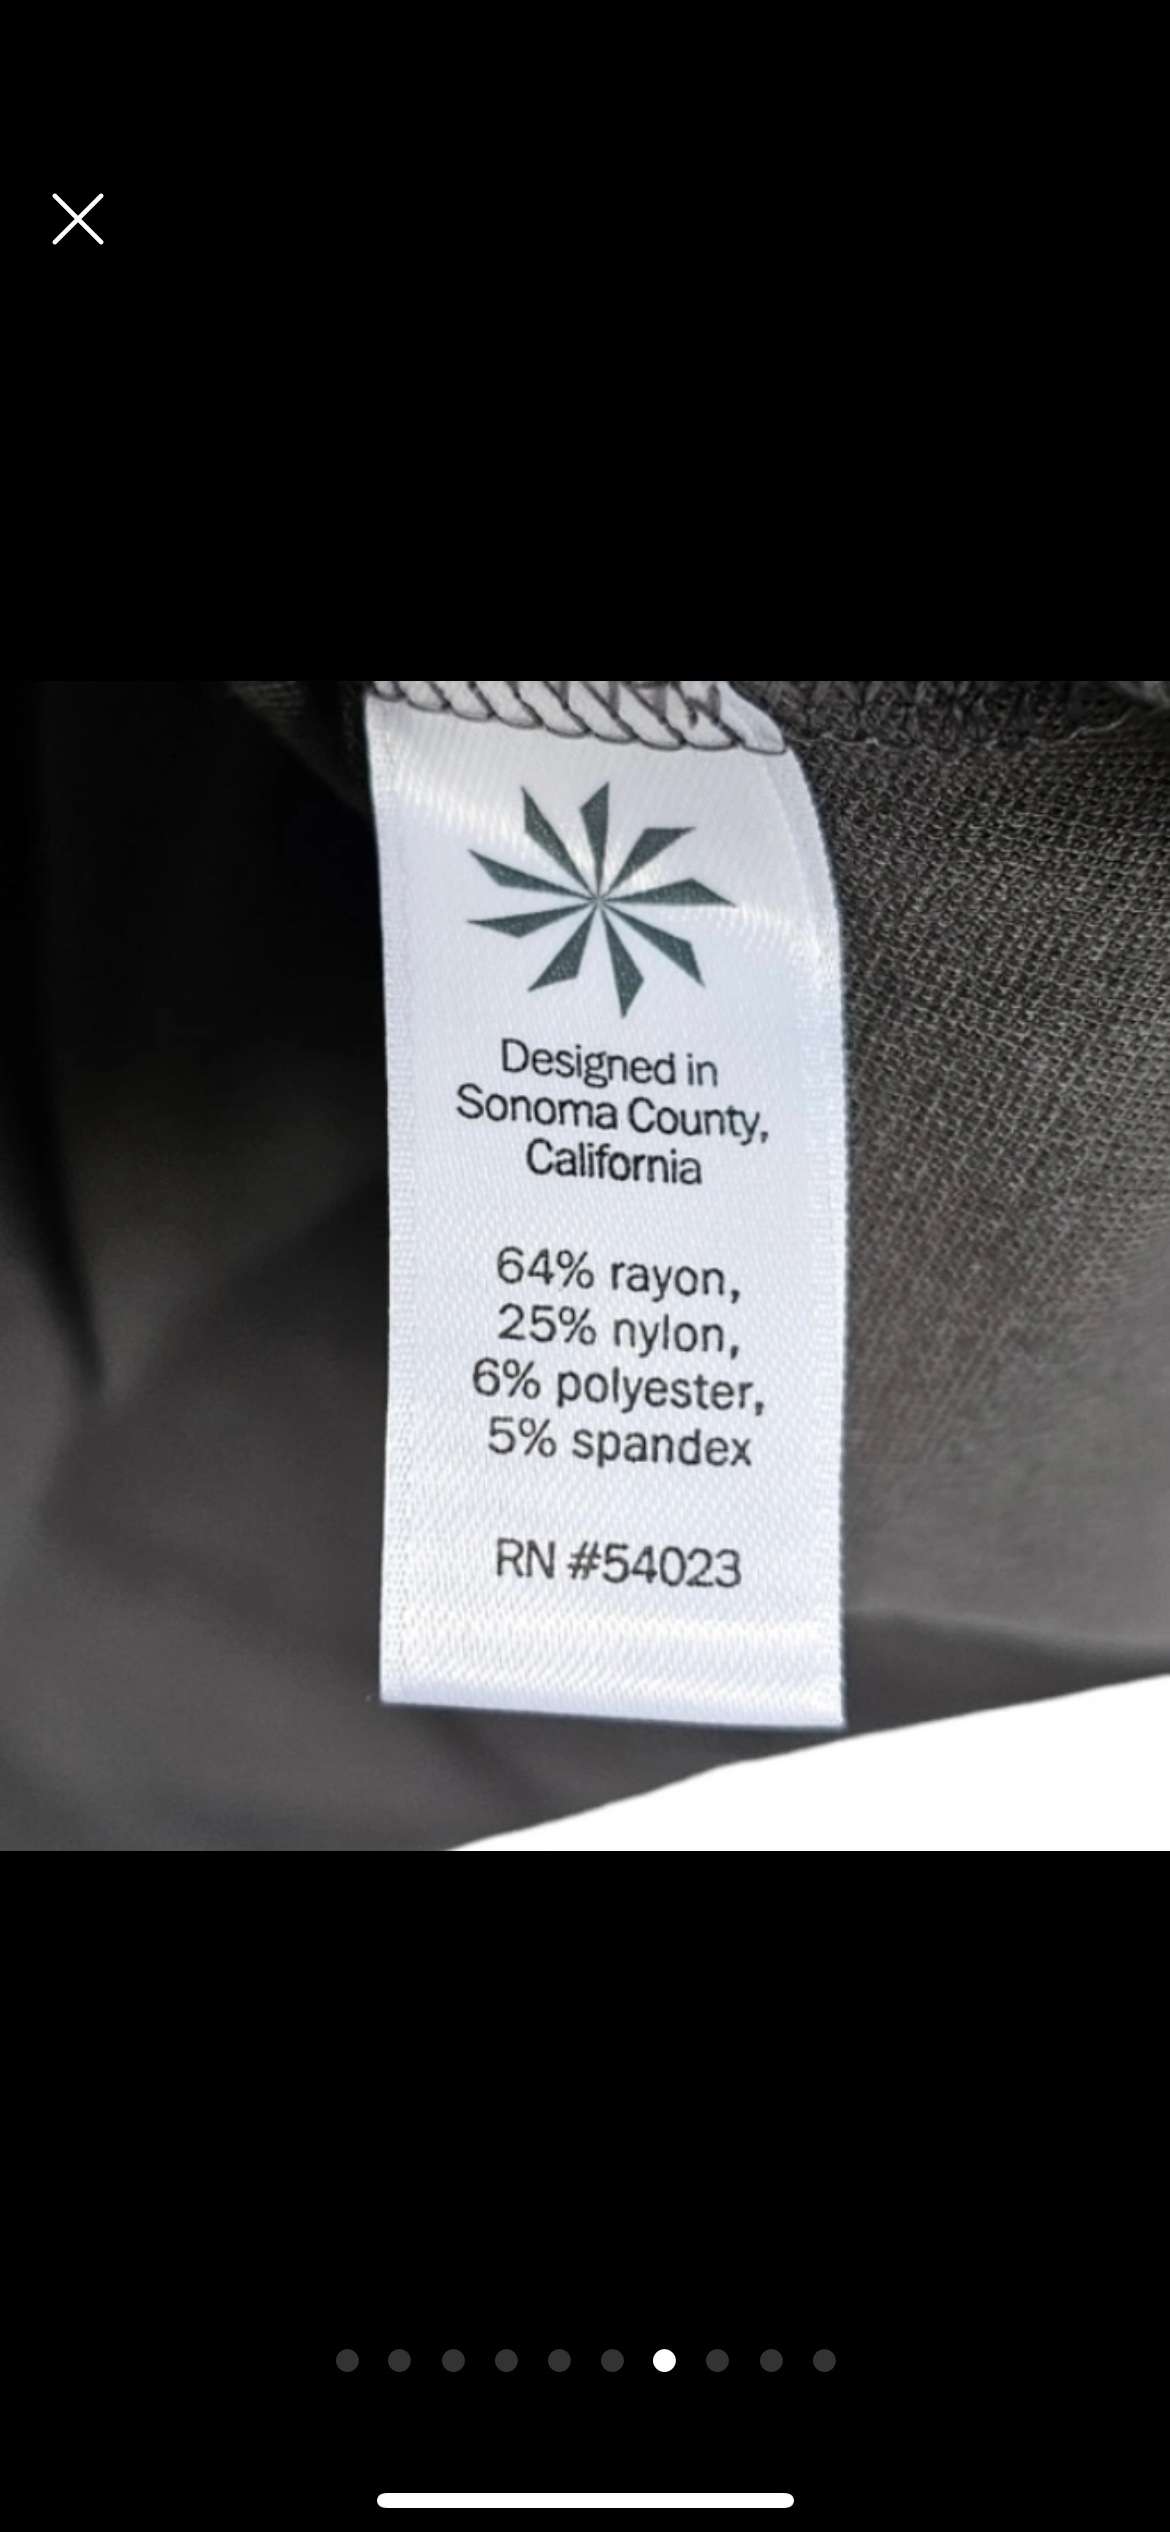 Designed in
Sonoma County,
California
64% rayon,
25% nylon,
6% polyester,
5% spandex
RN #54023